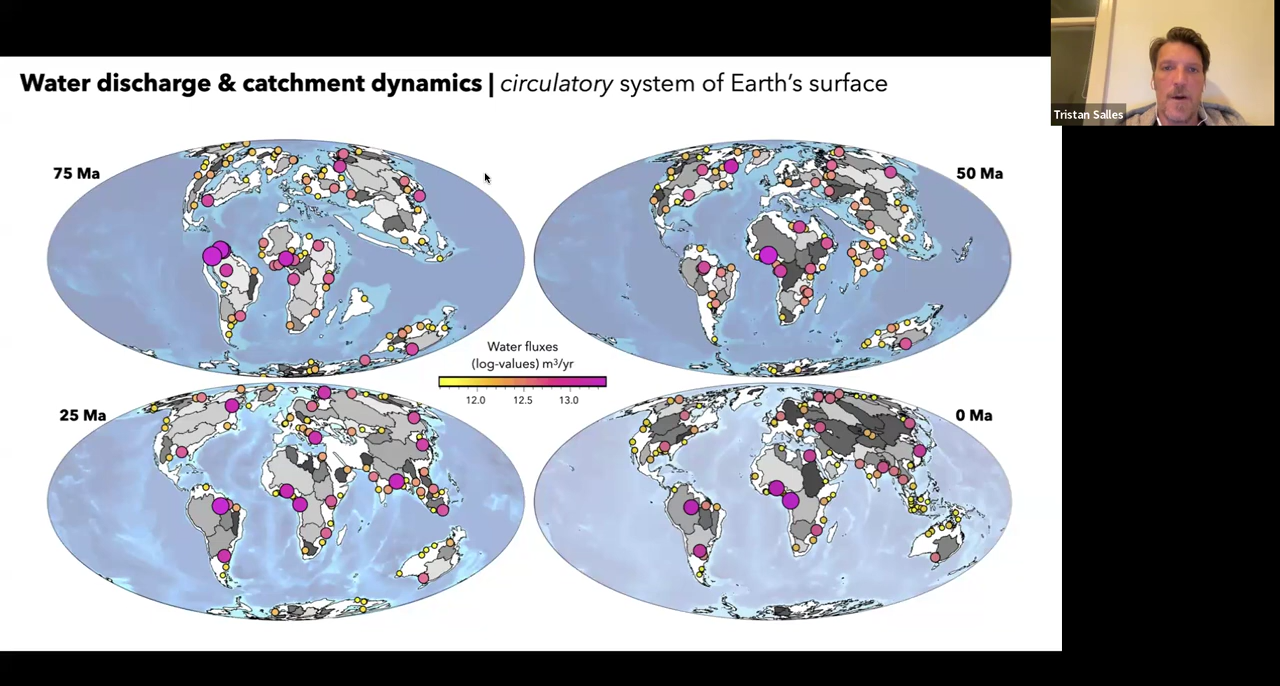 Water discharge & catchment dynamics | circulatory system of Earth's surface
Tristan Salles
75 Ma
50 Ma
Water fluxes
(log-values) m³/yr
12.0 12.5 13.0
25 Ma
0 Ma